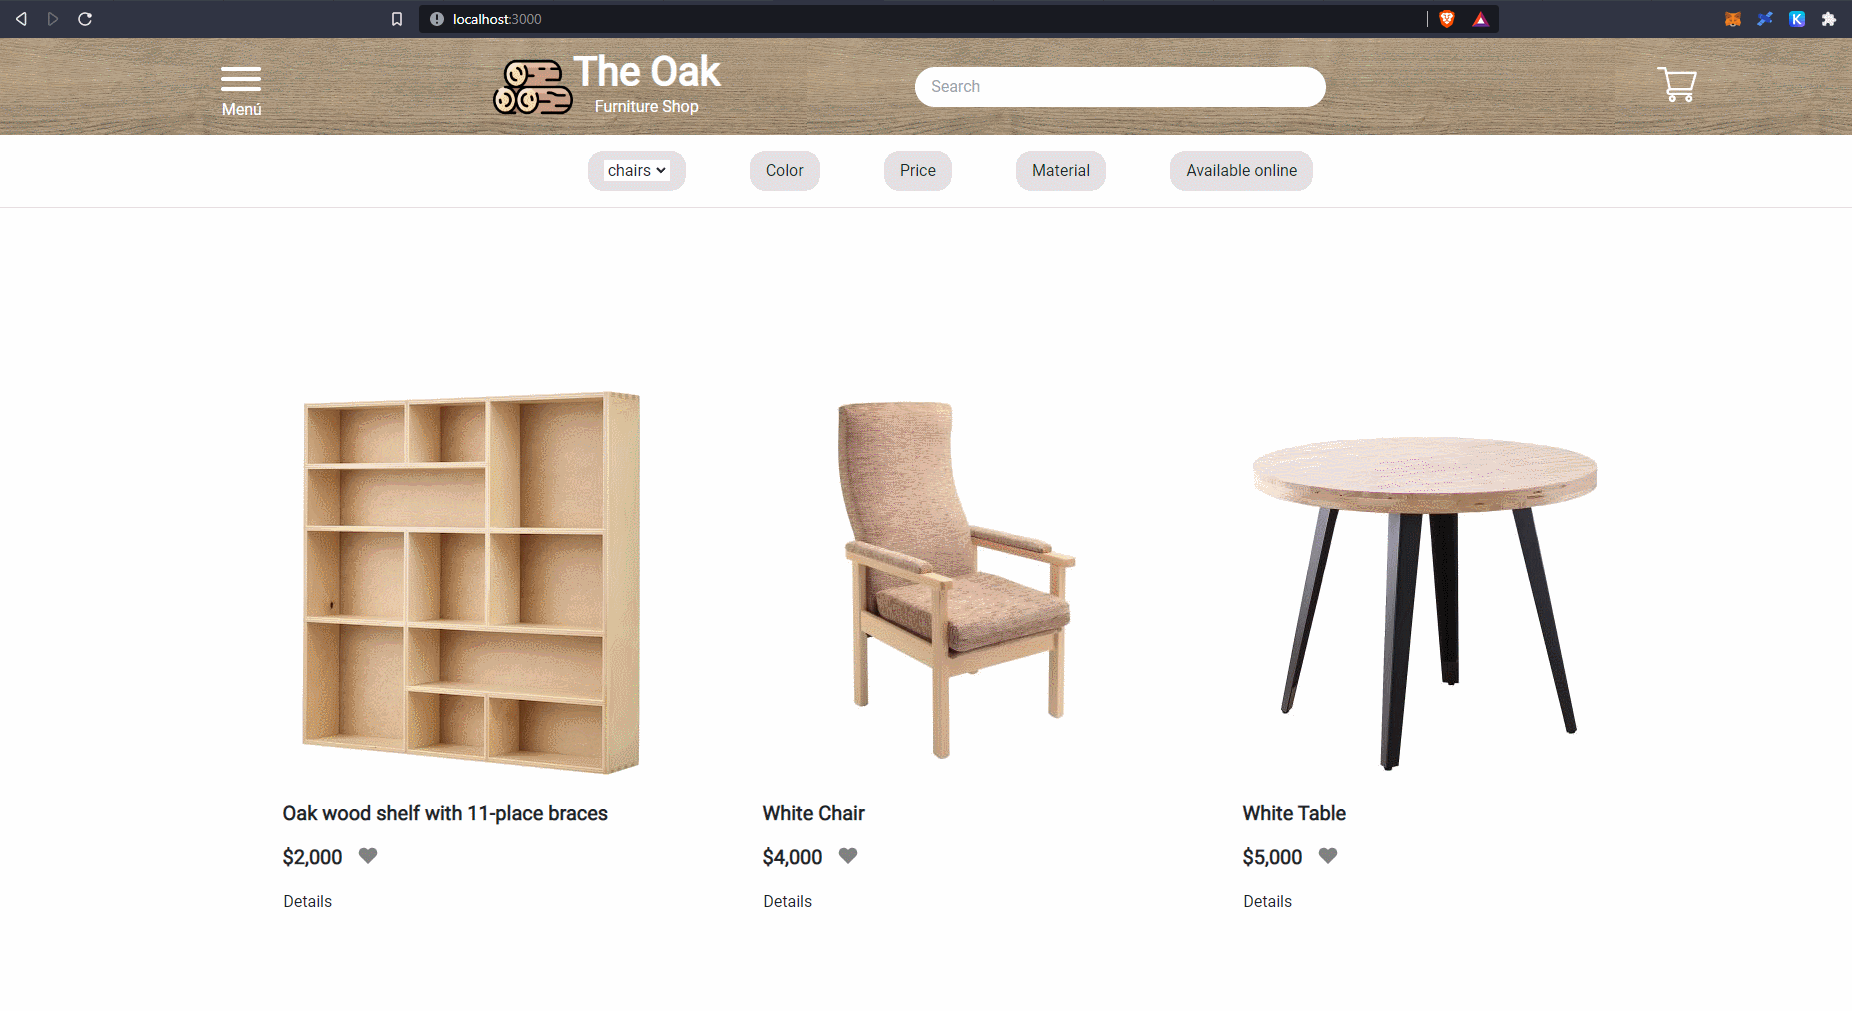 localhost:3000
Menú
The Oak
Furniture Shop
Search
chairs
Color
Price
Material
Available online
Oak wood shelf with 11-place braces
White Chair
White Table
$2,000
$4,000
$5,000
Details
Details
Details